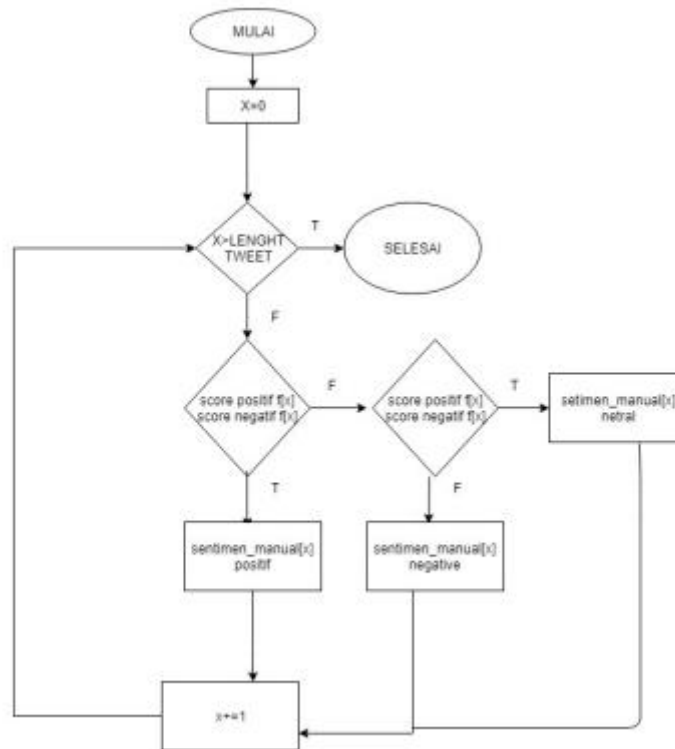 MULAI
X=0
X>LENGHT
TWEET
T
SELESAI
F
score positif f[x]
score negatif f[x]
F
score positif f[x]
score negatif f[x]
T
setimen_manual[x]
netral
T
F
sentimen_manual[x]
positif
sentimen_manual[x]
negative
x+=1